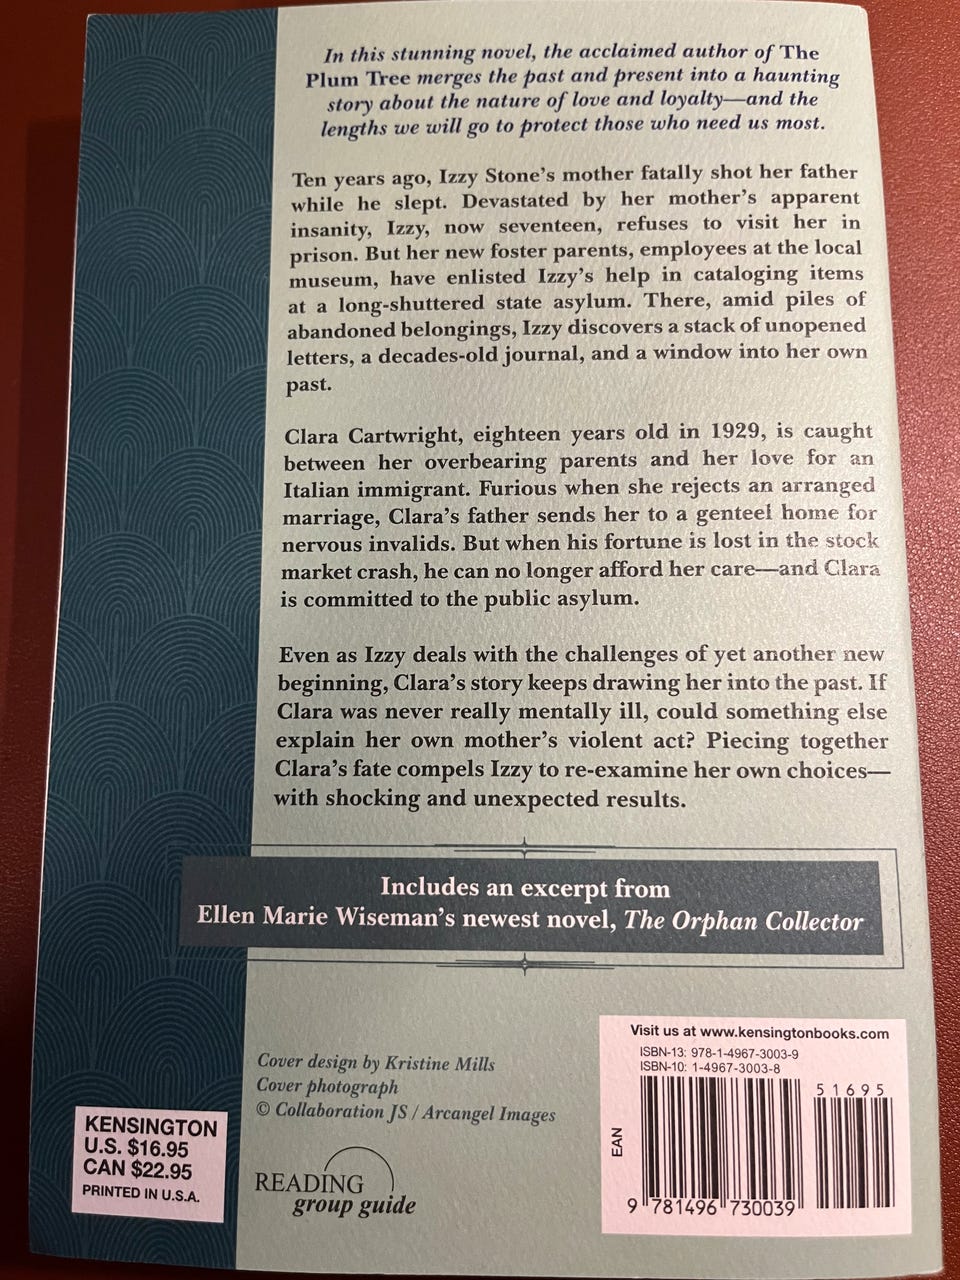 In this stunning novel, the acclaimed author of The
Plum Tree merges the past and present into a haunting
story about the nature of love and loyalty—and the
lengths we will go to protect those who need us most.
Ten years ago, Izzy Stone's mother fatally shot her father
while he slept. Devastated by her mother's apparent
insanity, Izzy, now seventeen, refuses to visit her in
prison. But her new foster parents, employees at the local
museum, have enlisted Izzy's help in cataloging items
at a long-shuttered state asylum. There, amid piles of
abandoned belongings, Izzy discovers a stack of unopened
letters, a decades-old journal, and a window into her own
past.
Clara Cartwright, eighteen years old in 1929, is caught
between her overbearing parents and her love for an
Italian immigrant. Furious when she rejects an arranged
marriage, Clara's father sends her to a genteel home for
nervous invalids. But when his fortune is lost in the stock
market crash, he can no longer afford her care—and Clara
is committed to the public asylum.
Even as Izzy deals with the challenges of yet another new
beginning, Clara's story keeps drawing her into the past. If
Clara was never really mentally ill, could something else
explain her own mother's violent act? Piecing together
Clara's fate compels Izzy to re-examine her own choices—
with shocking and unexpected results.
Includes an excerpt from
Ellen Marie Wiseman's newest novel, The Orphan Collector
Cover design by Kristine Mills
Cover photograph
© Collaboration JS / Arcangel Images
READING
group guide
KENSINGTON
U.S. $16.95
CAN $22.95
PRINTED IN U.S.A.
Visit us at www.kensingtonbooks.com
ISBN-13: 978-1-4967-3003-9
ISBN-10: 1-4967-3003-8
51695
EAN
9 781496 730039